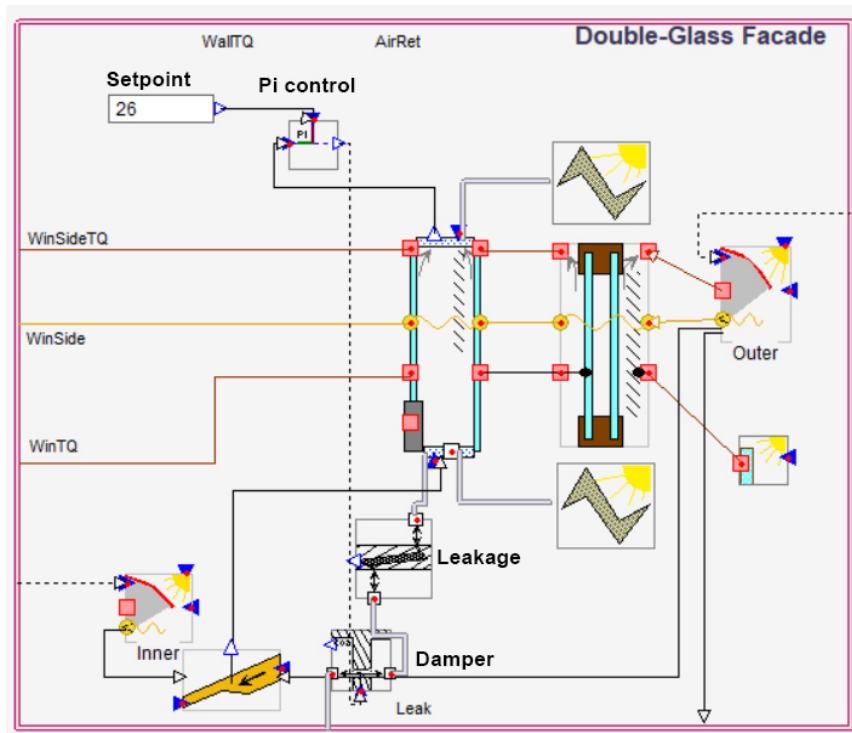 WallTQ
AirRet
Double-Glass Facade
Setpoint
Pi control
26
PI
WinSideTQ
WinSide
Outer
WinTQ
Leakage
Inner
Damper
Leak